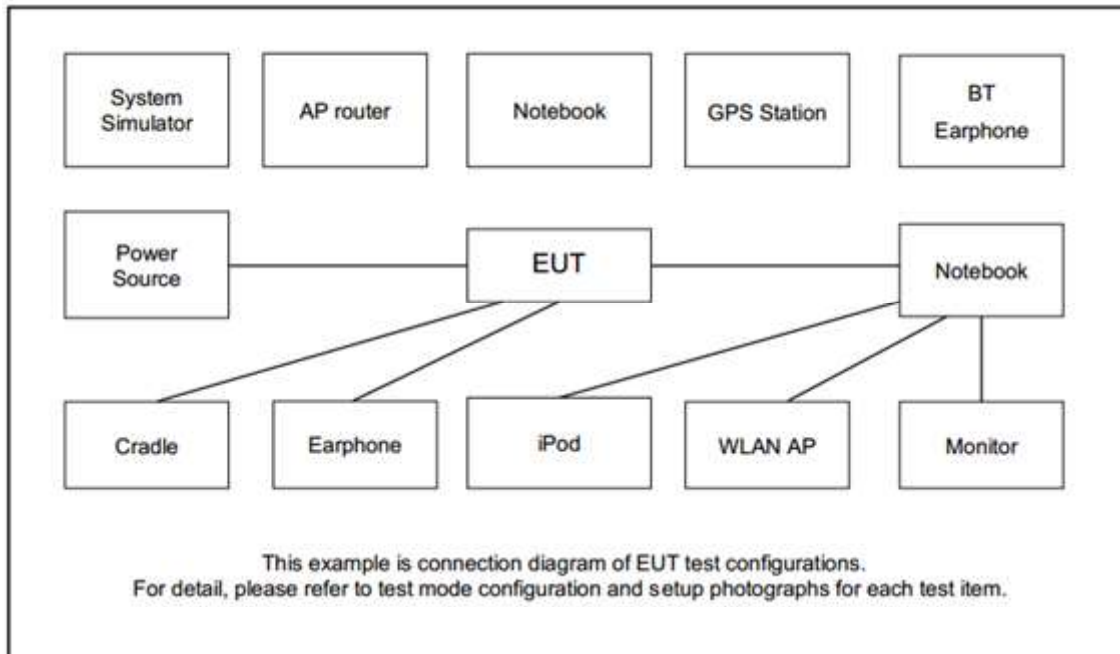 System
Simulator
AP router
Notebook
GPS Station
BT
Earphone
Power
Source
EUT
Notebook
Cradle
Earphone
iPod
WLAN AP
Monitor
This example is connection diagram of EUT test configurations.
For detail, please refer to test mode configuration and setup photographs for each test item.